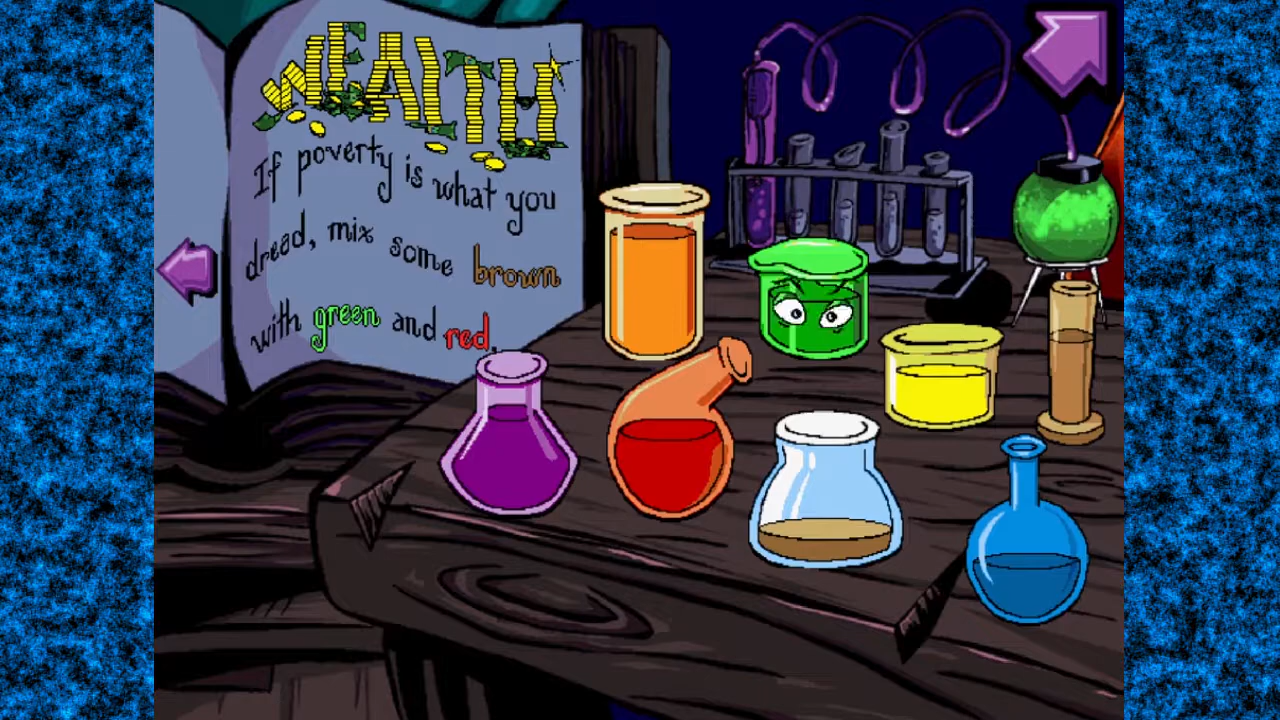 WEALTH
If poverty is what you
dread, mix some brown
with green and red.